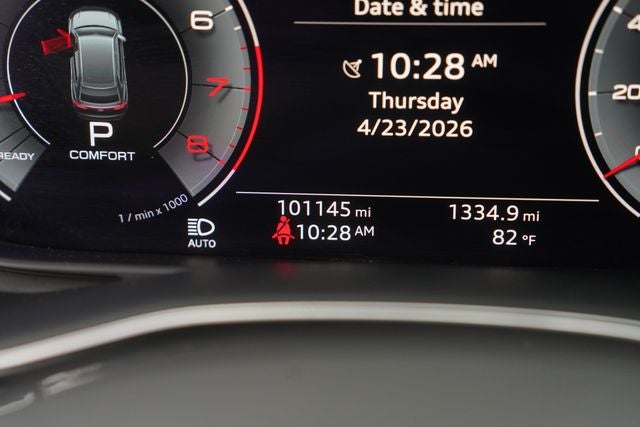 Date & time
10:28 AM
Thursday
4/23/2026
6
7
8
READY
P
COMFORT
1 / min x 1000
AUTO
101145 mi
10:28 AM
1334.9 mi
82 °F
20